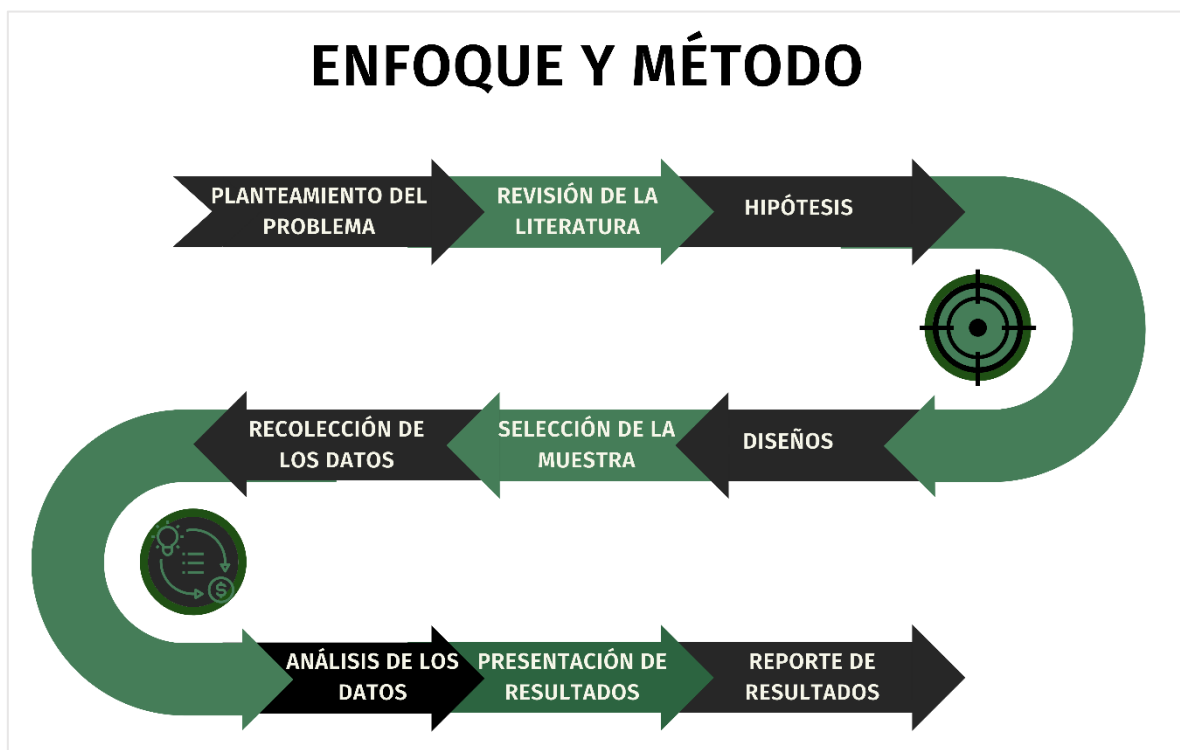 ENFOQUE Y MÉTODO
PLANTEAMIENTO DEL
PROBLEMA
REVISIÓN DE LA
LITERATURA
HIPÓTESIS
DISEÑOS
SELECCIÓN DE LA
MUESTRA
RECOLECCIÓN DE
LOS DATOS
$
ANÁLISIS DE LOS
DATOS
PRESENTACIÓN DE
RESULTADOS
REPORTE DE
RESULTADOS